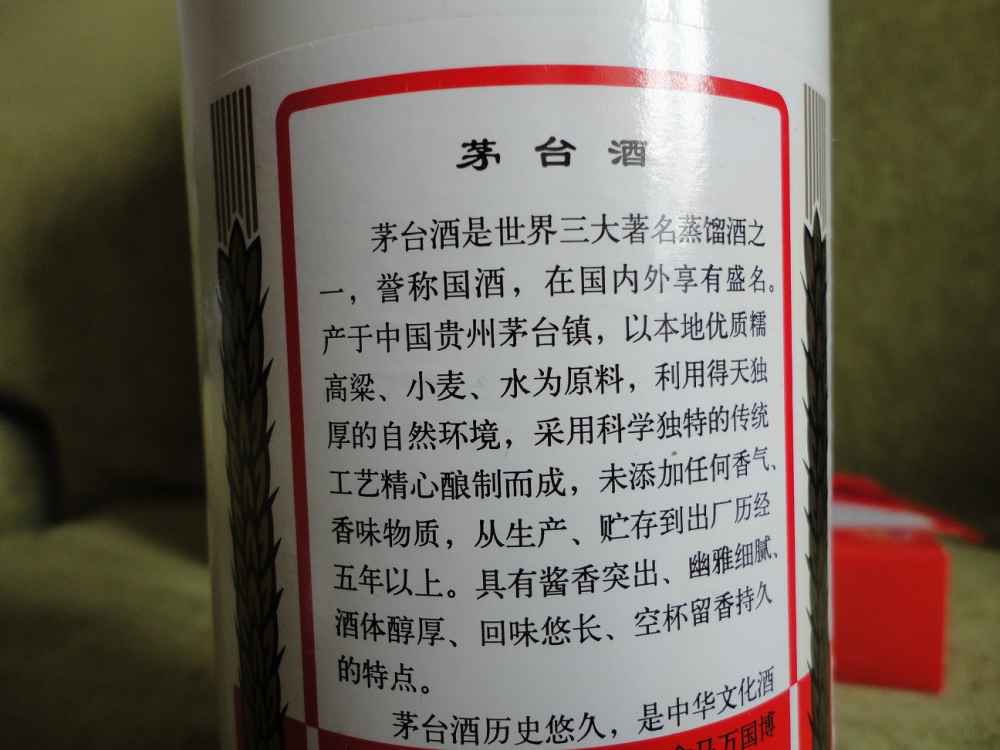 茅台酒
茅台酒是世界三大著名蒸馏酒之
一，誉称国酒，在国内外享有盛名。
产于中国贵州茅台镇，以本地优质糯
高粱、小麦、水为原料，利用得天独
厚的自然环境，采用科学独特的传统
工艺精心酿制而成，未添加任何香气、
香味物质，从生产、贮存到出厂历经
五年以上。具有酱香突出、幽雅细腻、
酒体醇厚、回味悠长、空杯留香持久
的特点。
茅台酒历史悠久，是中华文化酒
万国博